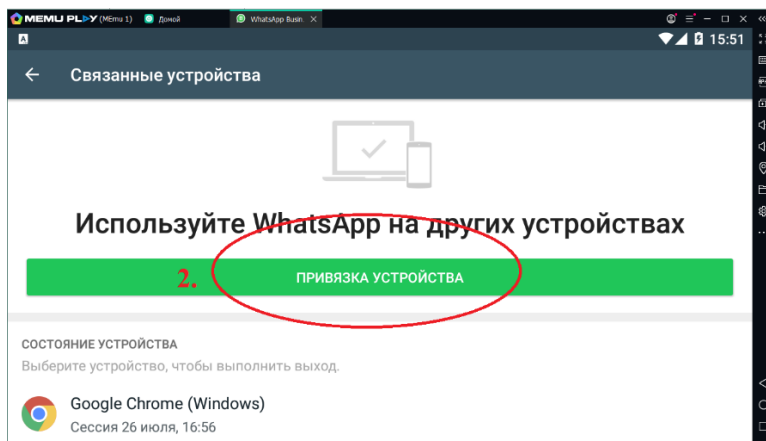 MEMU PLAY (MEmu 1) Домой WhatsApp Busin.
A 15:51
Связанные устройства
Используйте WhatsApp на других устройствах
2. ПРИВЯЗКА УСТРОЙСТВА
СОСТОЯНИЕ УСТРОЙСТВА
Выберите устройство, чтобы выполнить выход.
Google Chrome (Windows)
Сессия 26 июля, 16:56